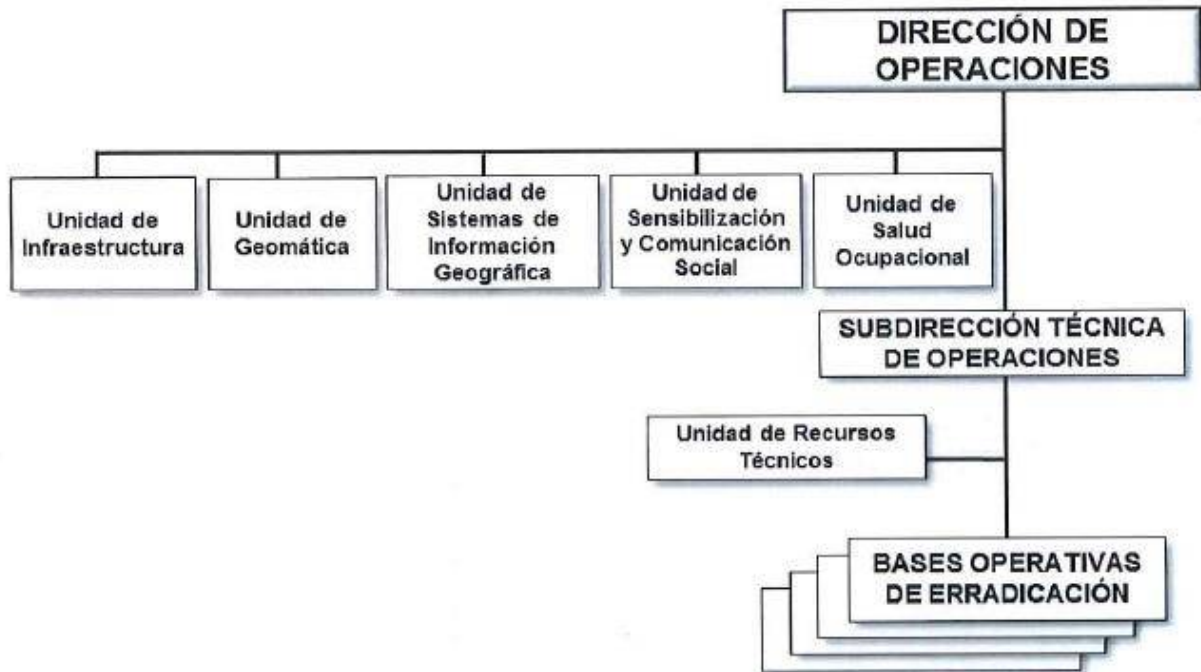 DIRECCIÓN DE
OPERACIONES
Unidad de
Infraestructura
Unidad de
Geomática
Unidad de
Sistemas de
Información
Geográfica
Unidad de
Sensibilización
y Comunicación
Social
Unidad de
Salud
Ocupacional
SUBDIRECCIÓN TÉCNICA
DE OPERACIONES
Unidad de Recursos
Técnicos
BASES OPERATIVAS
DE ERRADICACIÓN